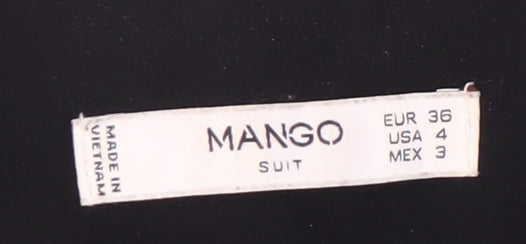 MADE IN
VIETNAM
MANGO
SUIT
EUR 36
USA 4
MEX 3